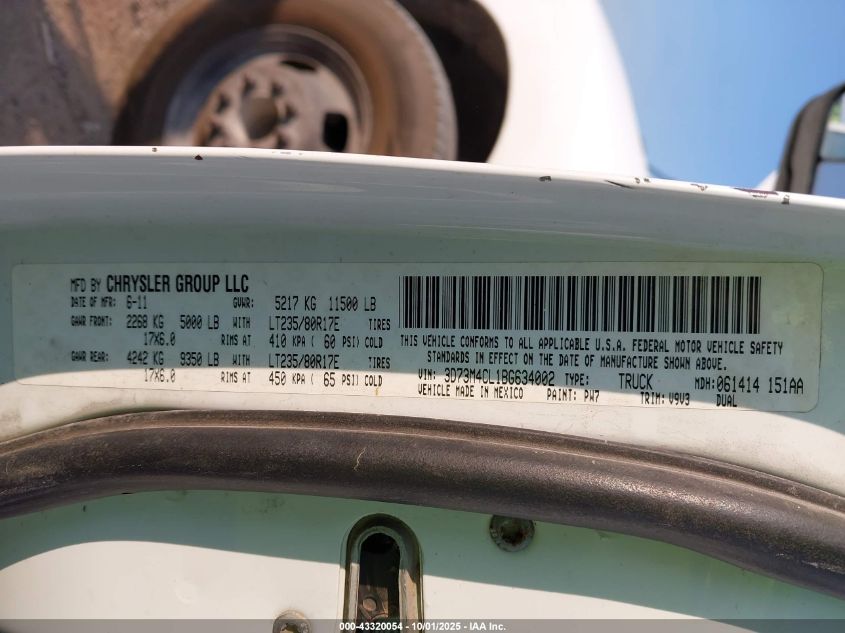 MFD BY CHRYSLER GROUP LLC
DATE OF MFR: 6-11 GVWR: 5217 KG 11500 LB
GAWR FRONT: 2268 KG 5000 LB WITH LT235/80R17E TIRES
17X6.0 RIMS AT 410 KPA ( 60 PSI) COLD
GAWR REAR: 4242 KG 9350 LB WITH LT235/80R17E TIRES
17X6.0 RIMS AT 450 KPA ( 65 PSI) COLD
THIS VEHICLE CONFORMS TO ALL APPLICABLE U.S.A. FEDERAL MOTOR VEHICLE SAFETY
STANDARDS IN EFFECT ON THE DATE OF MANUFACTURE SHOWN ABOVE.
VIN: 3D73M4CL1BG634002 TYPE: TRUCK MDH: 061414 151AA
VEHICLE MADE IN MEXICO PAINT: PW7 TRIM: V9V3 DUAL
000-43320054 - 10/01/2025 - IAA Inc.